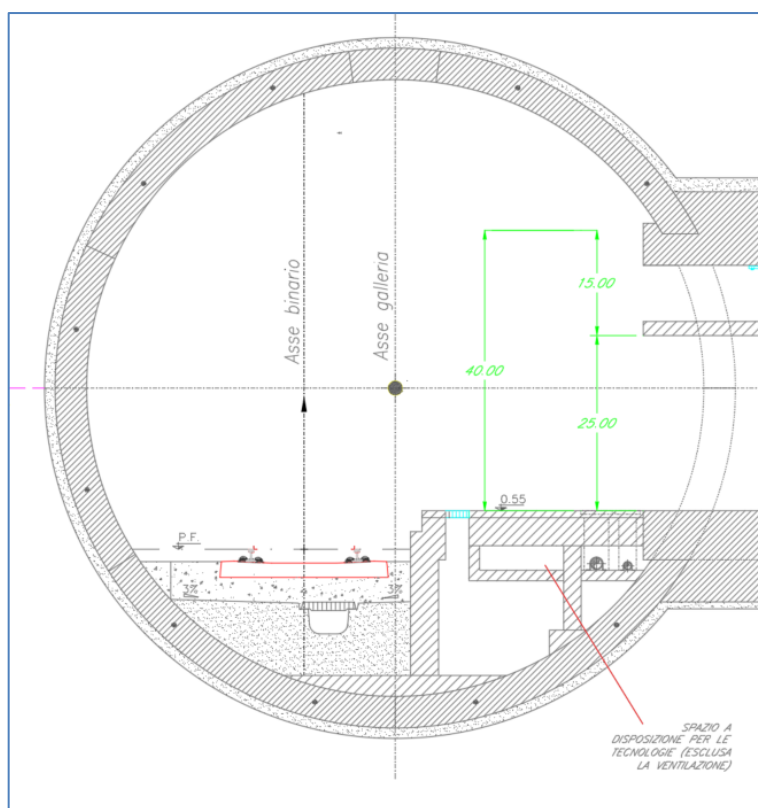 Asse binario
Asse galleria
15.00
40.00
25.00
0.55
P.F.
3%
3%
SPAZIO A
DISPOSIZIONE PER LE
TECNOLOGIE (ESCLUSA
LA VENTILAZIONE)